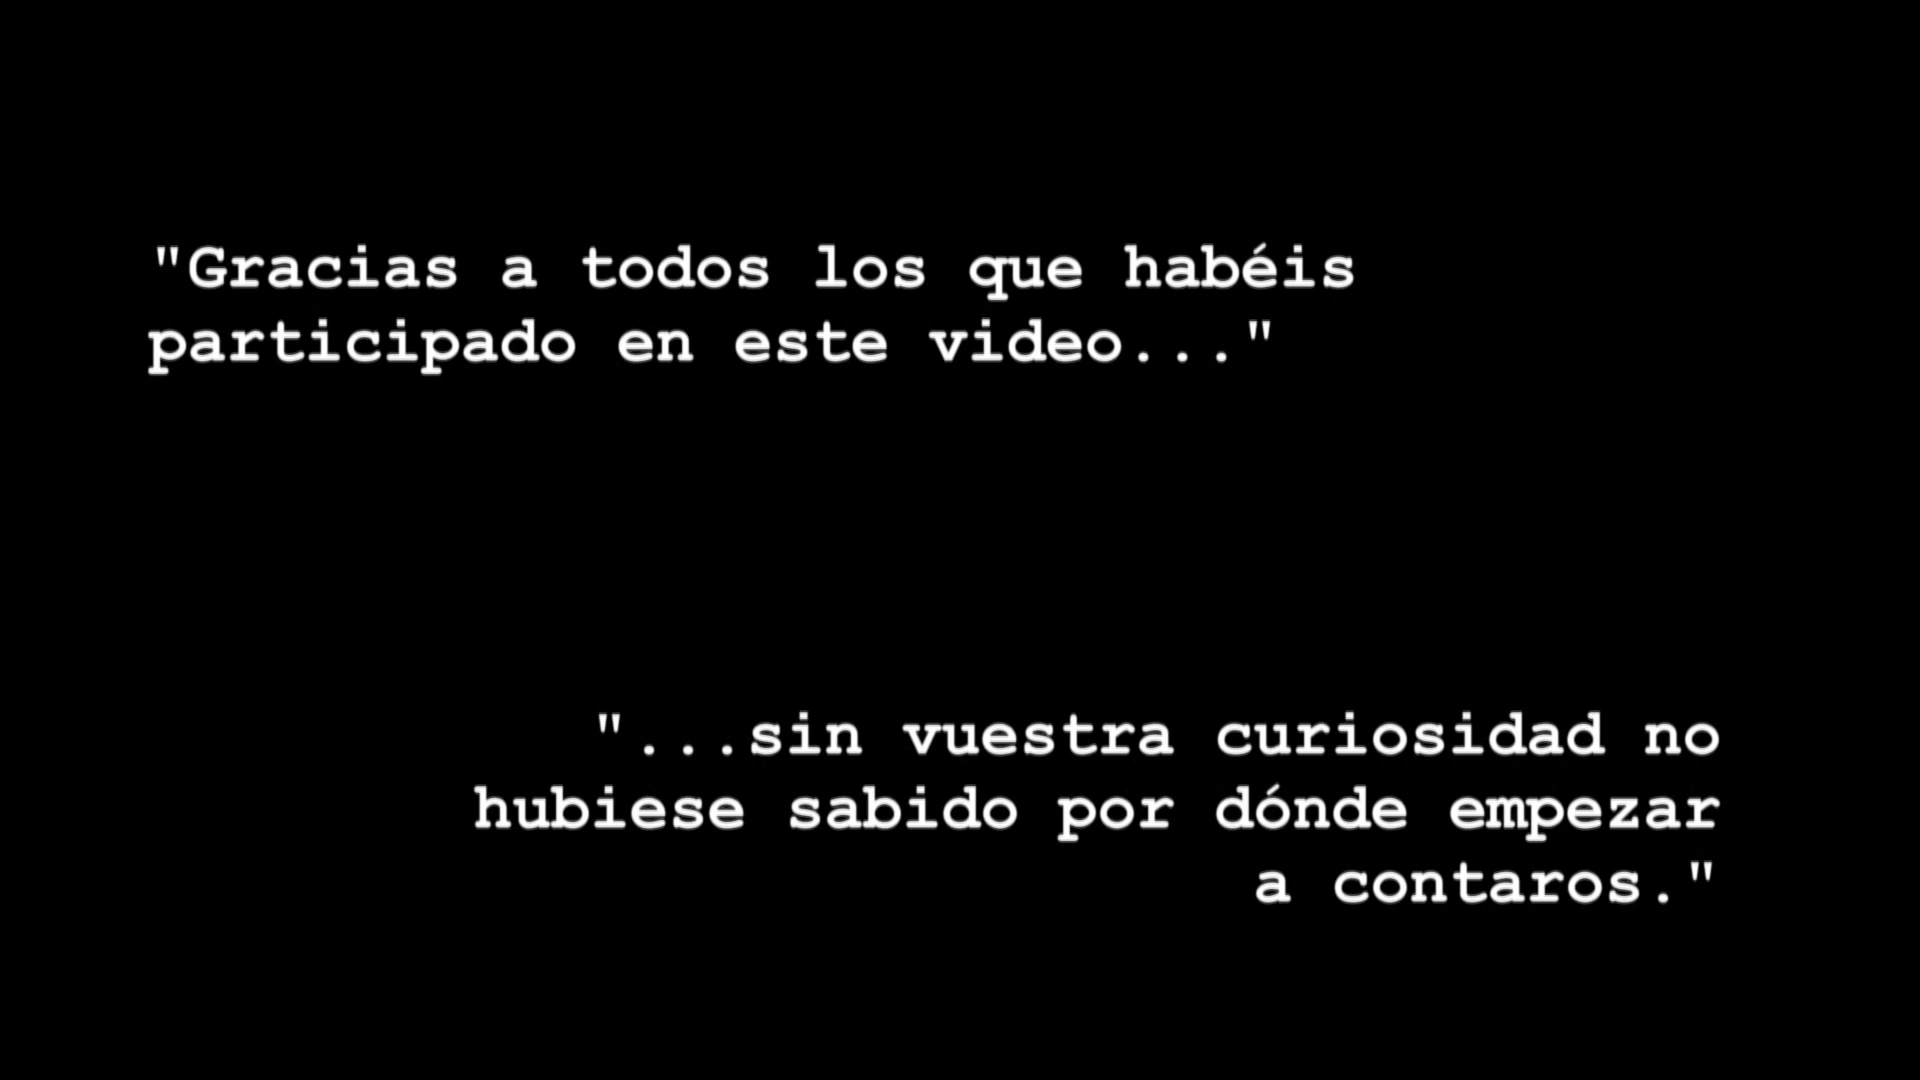 "Gracias a todos los que habéis
participado en este video..."
"...sin vuestra curiosidad no
hubiese sabido por dónde empezar
a contaros."